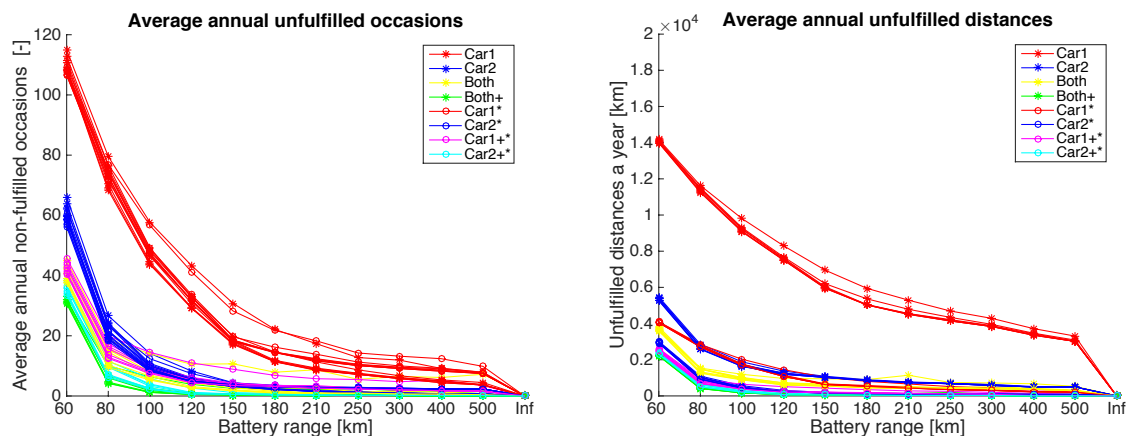 Average annual unfulfilled occasions
120
100
80
60
40
20
0
Average annual non-fulfilled occasions [-]
60 80 100 120 150 180 210 250 300 400 500 Inf
Battery range [km]
Car1
Car2
Both
Both+
Car1*
Car2*
Car1+*
Car2+*
Average annual unfulfilled distances
×10⁴
2
1.8
1.6
1.4
1.2
1
0.8
0.6
0.4
0.2
0
Unfulfilled distances a year [km]
60 80 100 120 150 180 210 250 300 400 500 Inf
Battery range [km]
Car1
Car2
Both
Both+
Car1*
Car2*
Car1+*
Car2+*